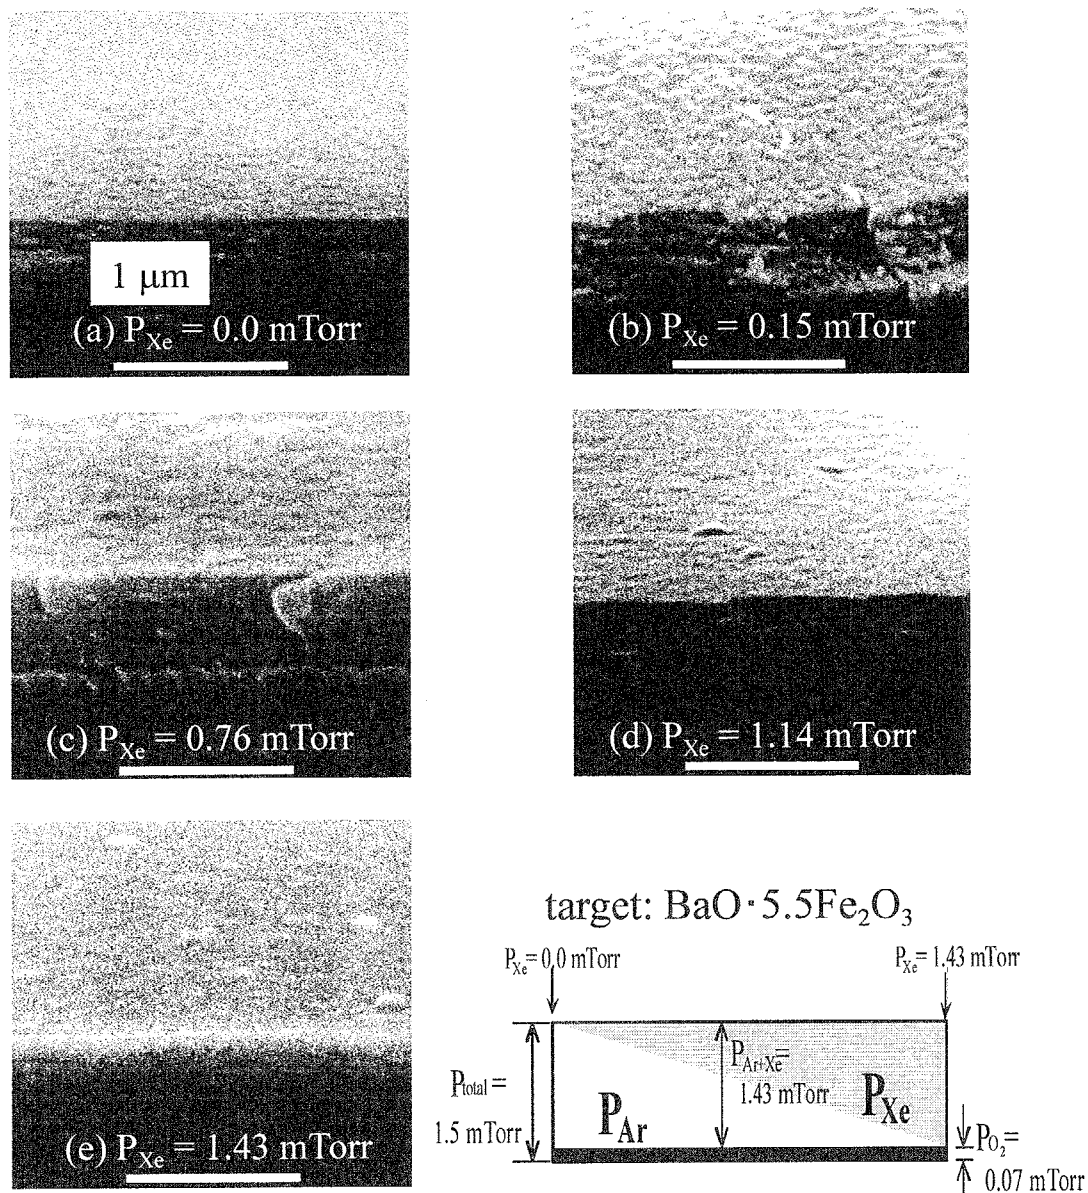 1 μm
(a) P_Xe = 0.0 mTorr
(b) P_Xe = 0.15 mTorr
(c) P_Xe = 0.76 mTorr
(d) P_Xe = 1.14 mTorr
(e) P_Xe = 1.43 mTorr
target: BaO·5.5Fe₂O₃
P_Xe = 0.0 mTorr
P_Xe = 1.43 mTorr
P_total =
1.5 mTorr
P_Ar+Xe =
1.43 mTorr
P_Ar
P_Xe
P_O₂ =
0.07 mTorr